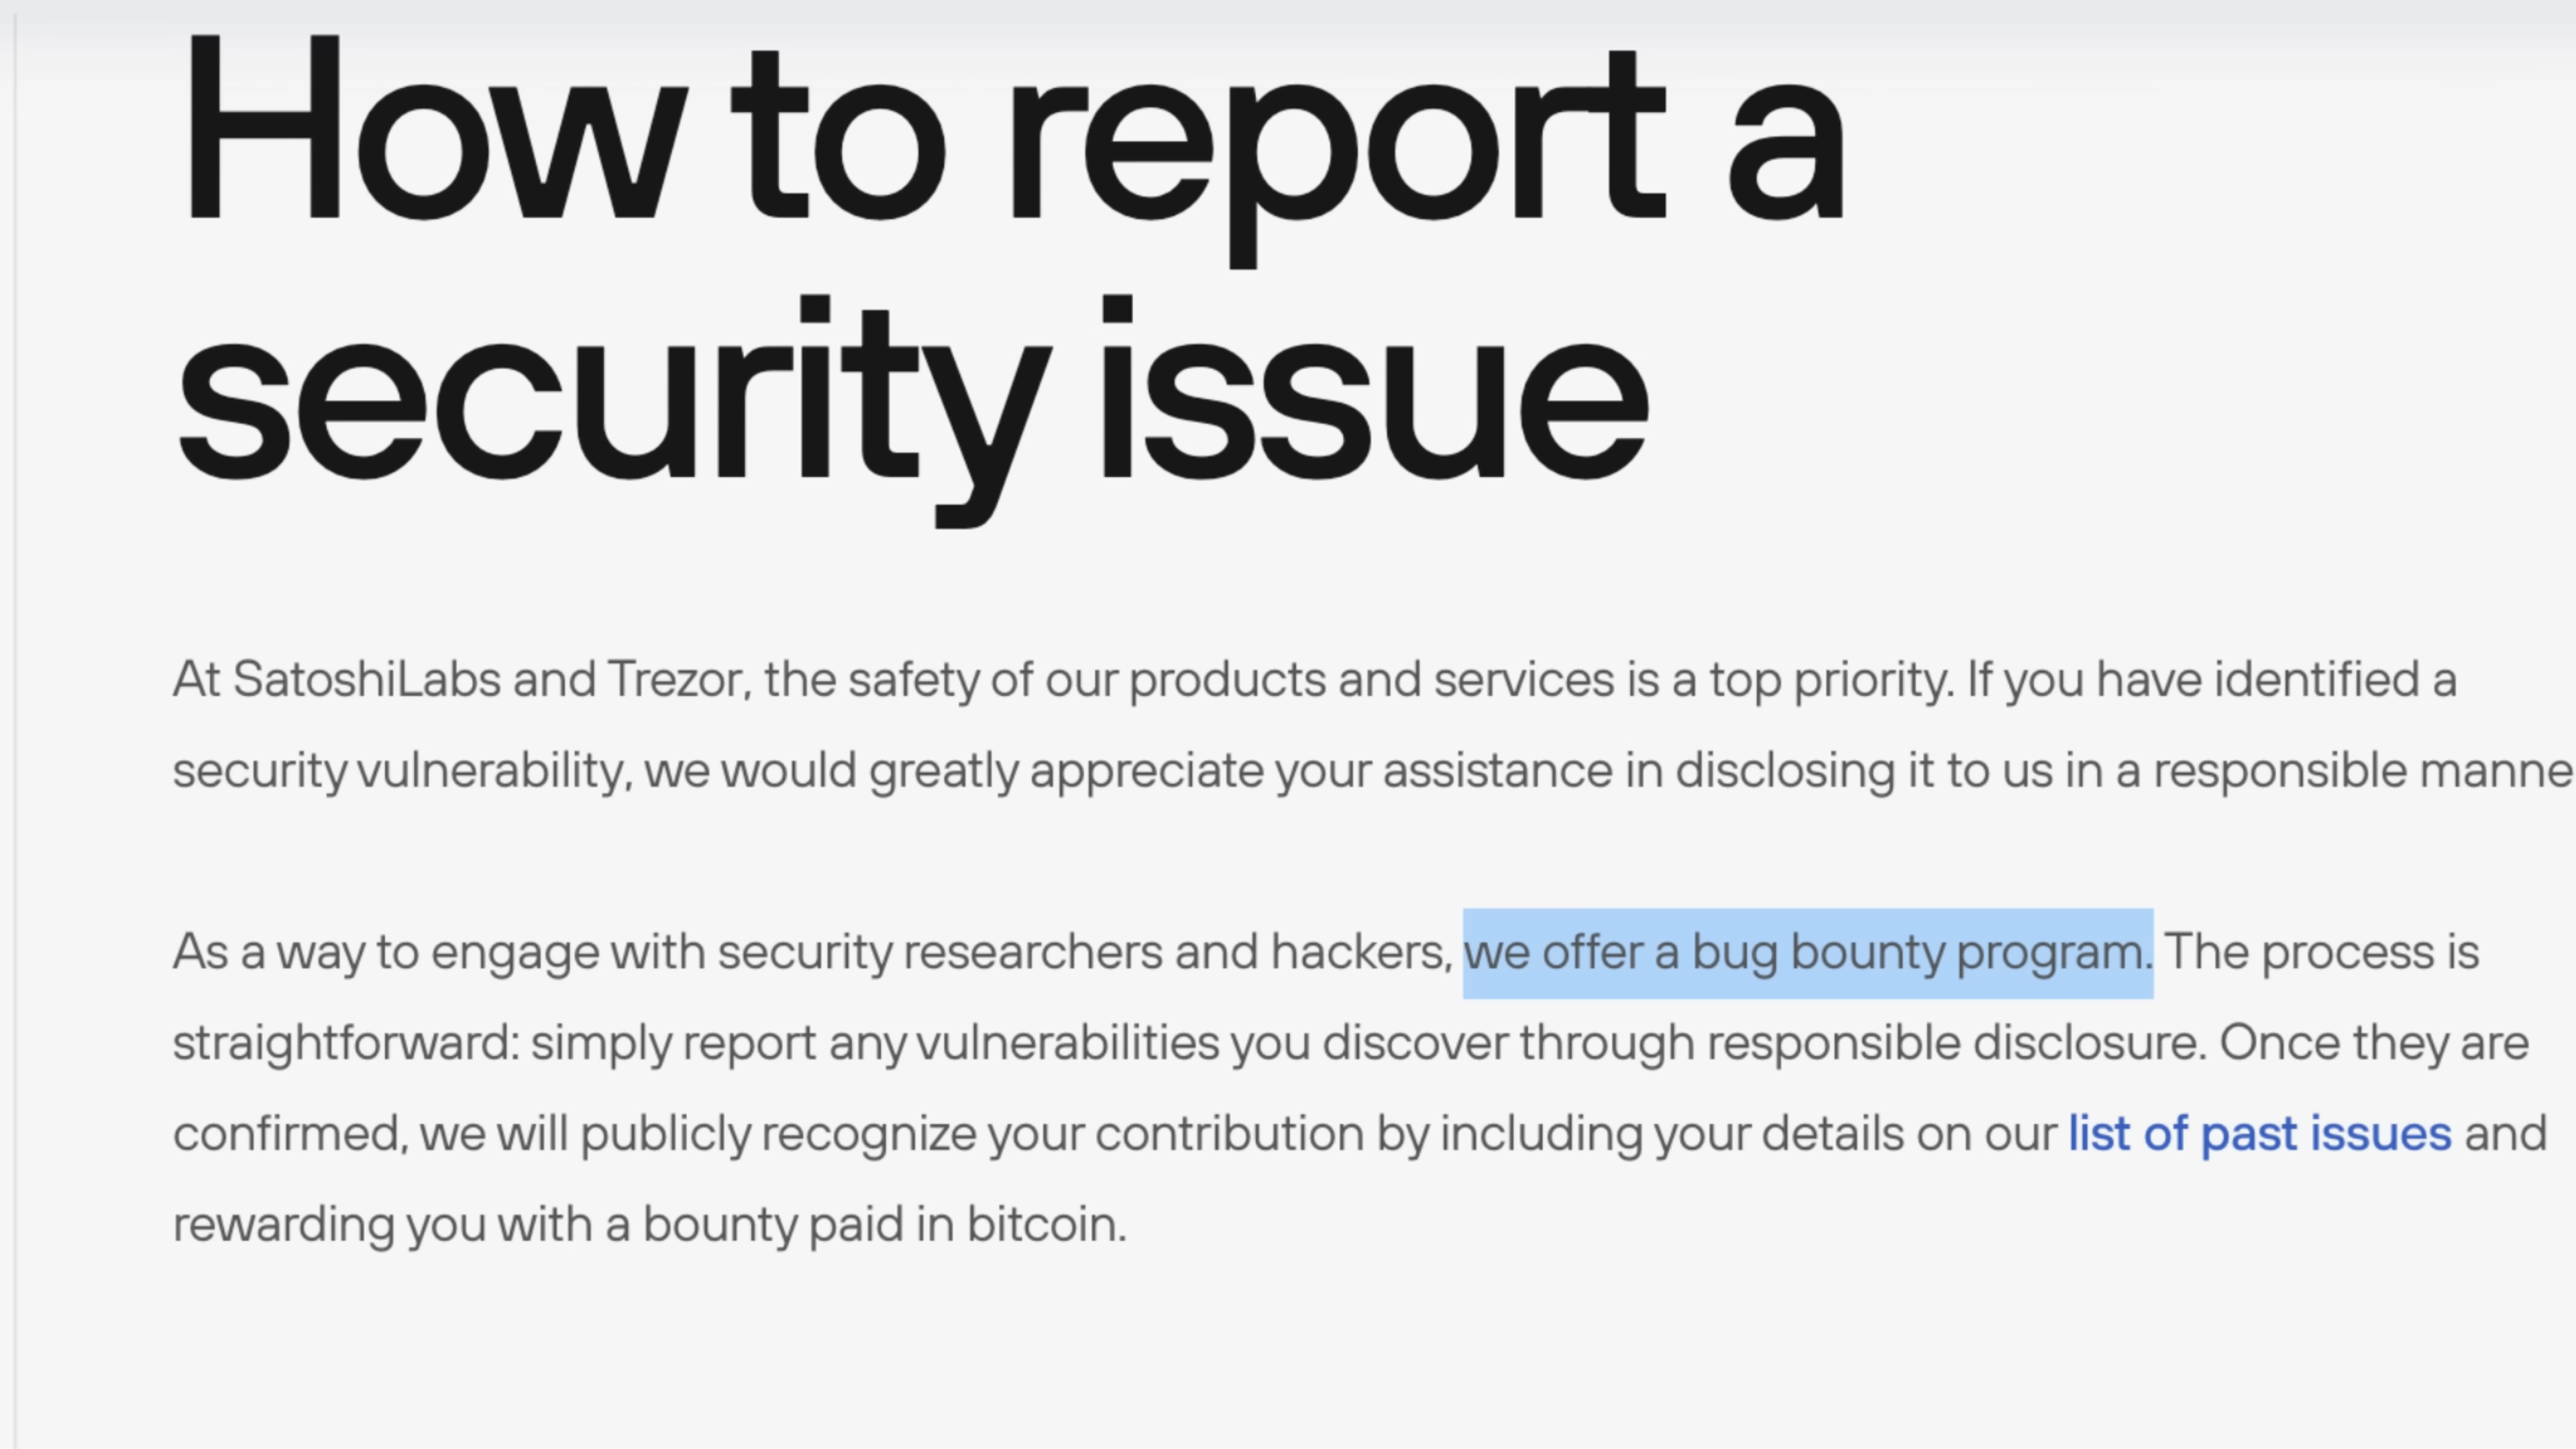 How to report a
security issue
At SatoshiLabs and Trezor, the safety of our products and services is a top priority. If you have identified a
security vulnerability, we would greatly appreciate your assistance in disclosing it to us in a responsible manne
As a way to engage with security researchers and hackers, we offer a bug bounty program. The process is
straightforward: simply report any vulnerabilities you discover through responsible disclosure. Once they are
confirmed, we will publicly recognize your contribution by including your details on our list of past issues and
rewarding you with a bounty paid in bitcoin.